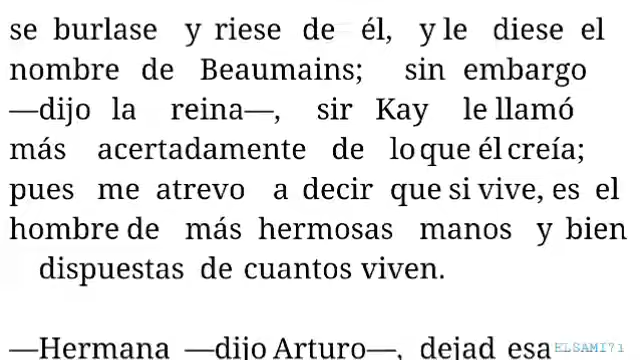 se burlase y riese de él, y le diese el
nombre de Beaumains; sin embargo
—dijo la reina—, sir Kay le llamó
más acertadamente de lo que él creía;
pues me atrevo a decir que si vive, es el
hombre de más hermosas manos y bien
dispuestas de cuantos viven.
—Hermana —dijo Arturo—, dejad esa
ELSAMI71